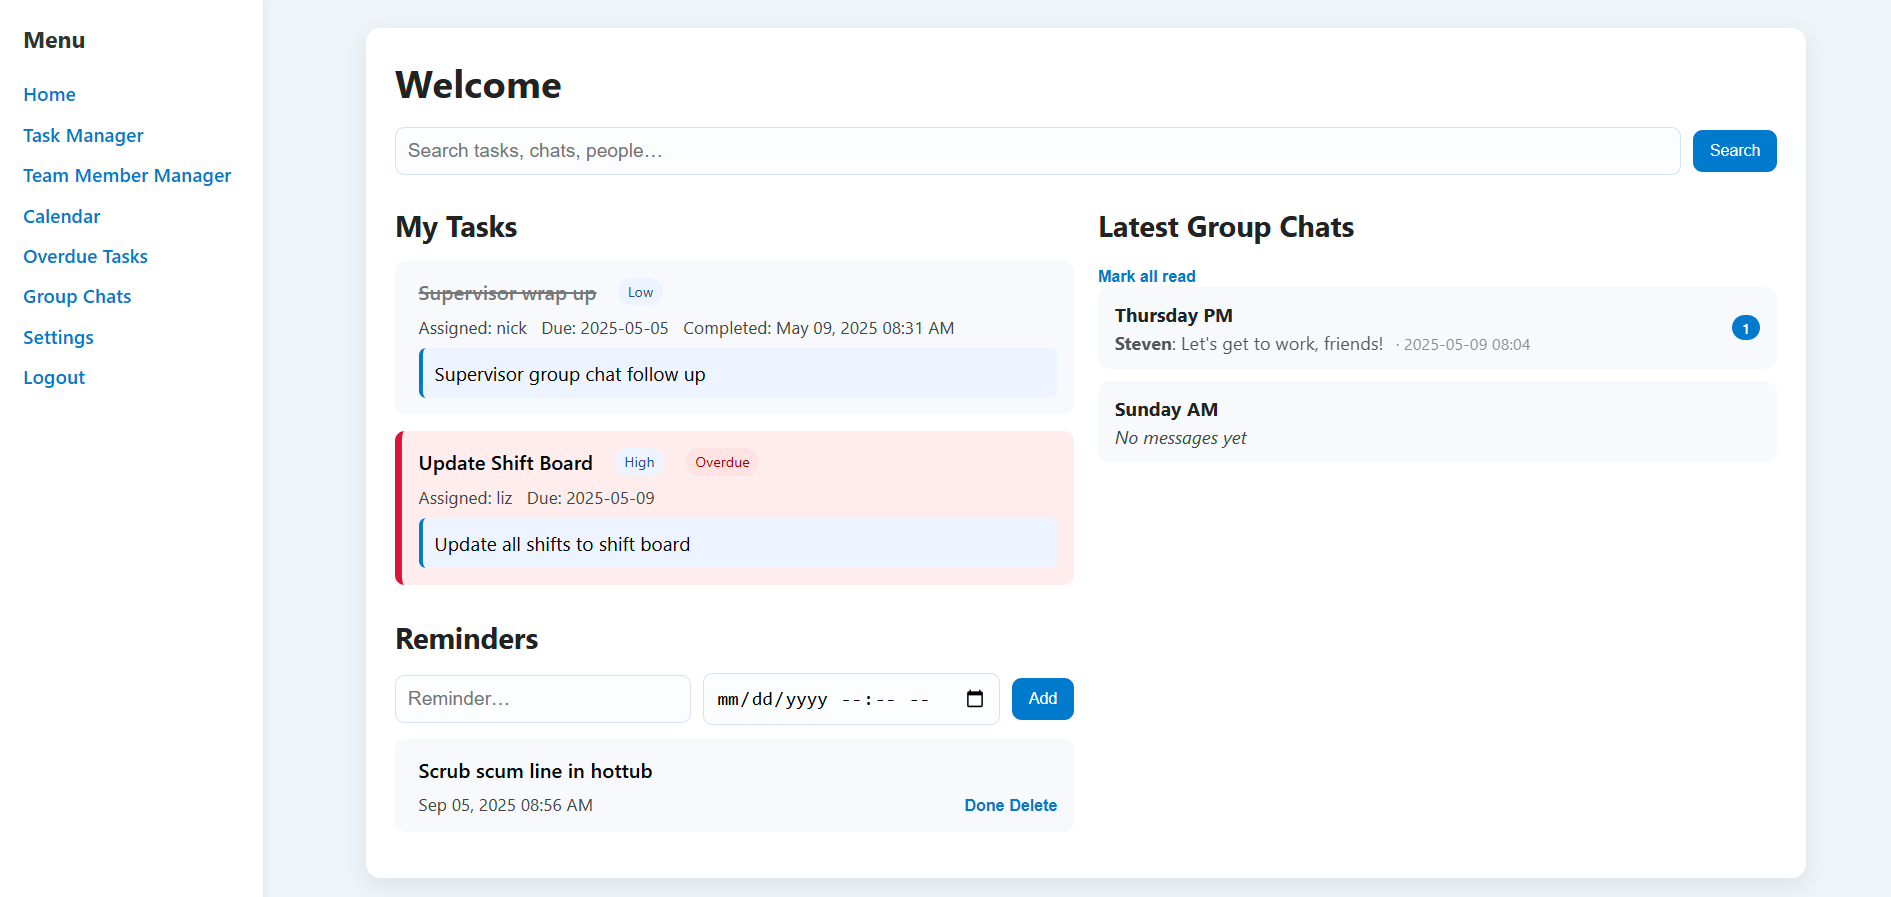 Menu
Home
Task Manager
Team Member Manager
Calendar
Overdue Tasks
Group Chats
Settings
Logout
Welcome
Search tasks, chats, people…
Search
My Tasks
Supervisor wrap up Low
Assigned: nick Due: 2025-05-05 Completed: May 09, 2025 08:31 AM
Supervisor group chat follow up
Update Shift Board High Overdue
Assigned: liz Due: 2025-05-09
Update all shifts to shift board
Reminders
Reminder… mm/dd/yyyy --:-- -- Add
Scrub scum line in hottub
Sep 05, 2025 08:56 AM Done Delete
Latest Group Chats
Mark all read
Thursday PM
Steven: Let's get to work, friends! · 2025-05-09 08:04
1
Sunday AM
No messages yet